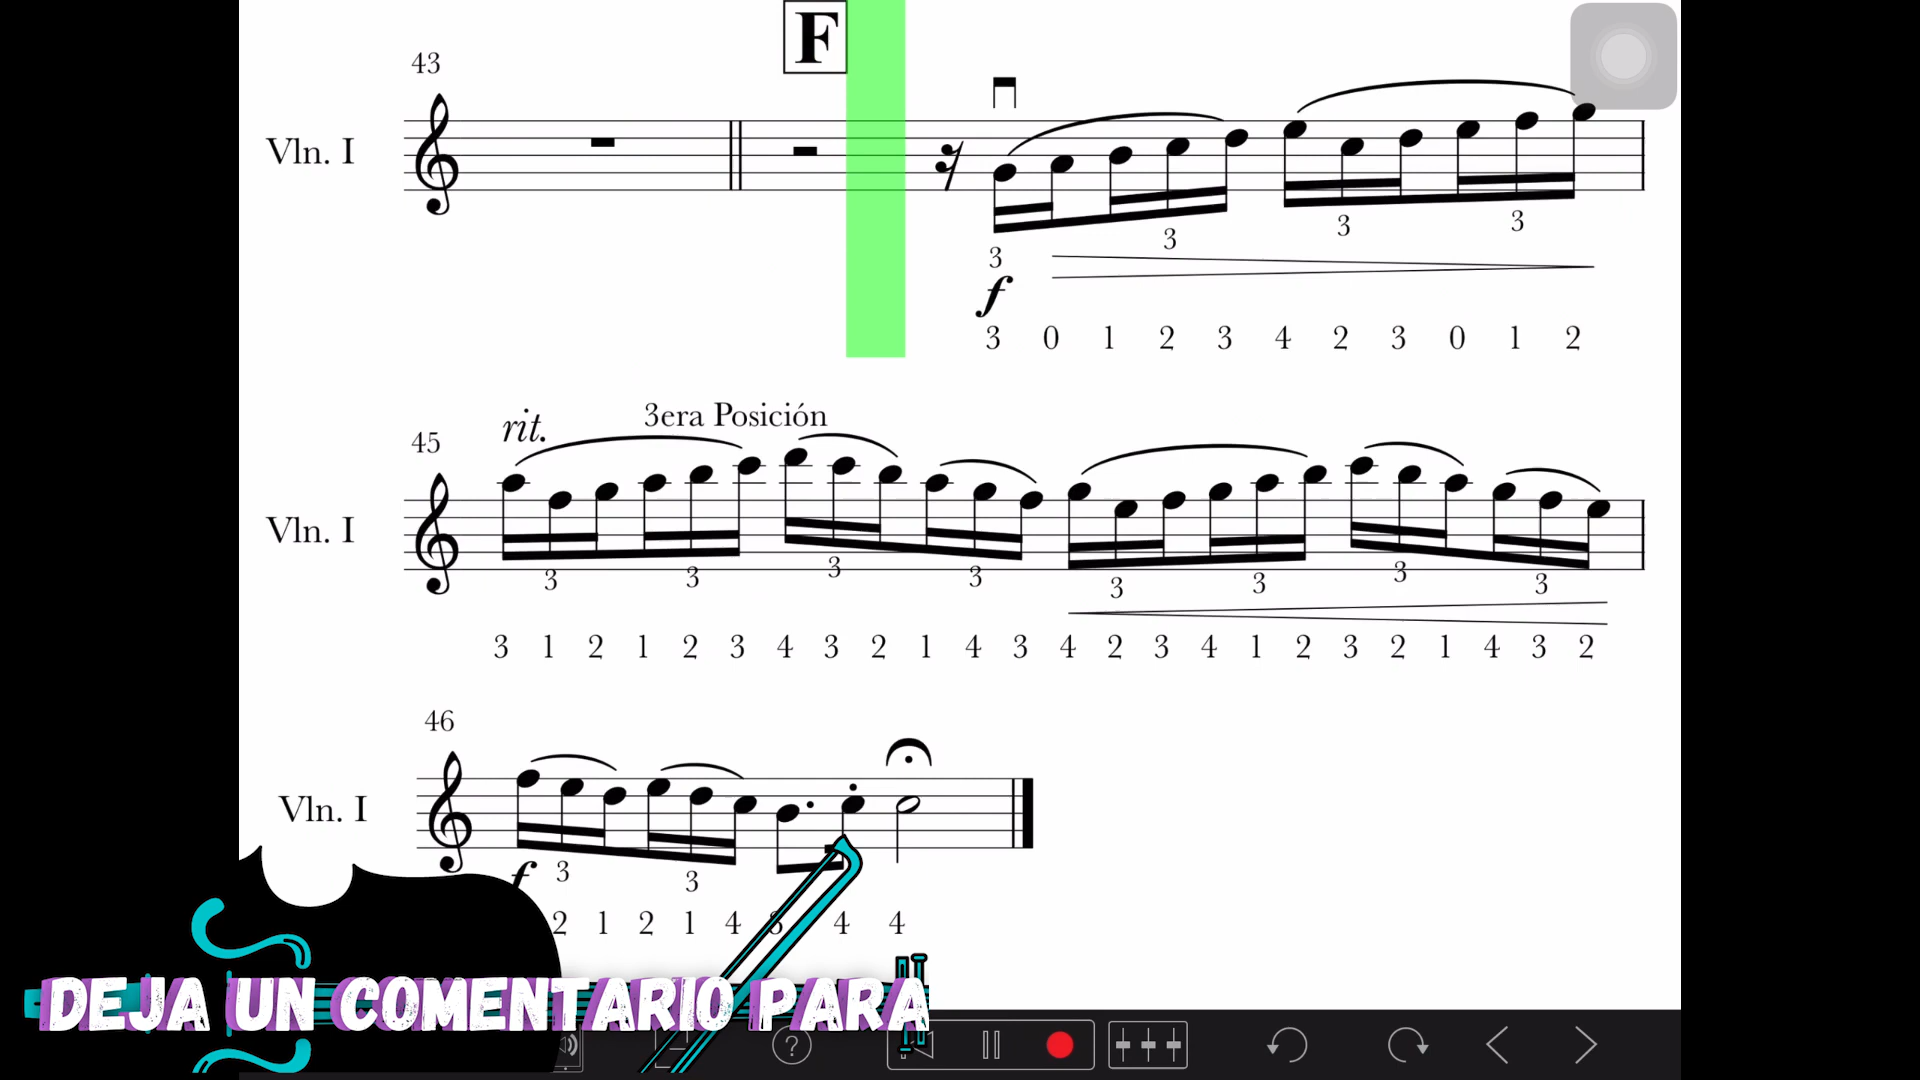 F
43
Vln. I
3 3 3
3
f
3 0 1 2 3 4 2 3 0 1 2
rit. 3era Posición
45
Vln. I
3 3 3 3 3 3 3 3
3 1 2 1 2 3 4 3 2 1 4 3 4 2 3 4 1 2 3 2 1 4 3 2
46
Vln. I
f 3 3
2 1 2 1 4 3 4 4
DEJA UN COMENTARIO PARA
?